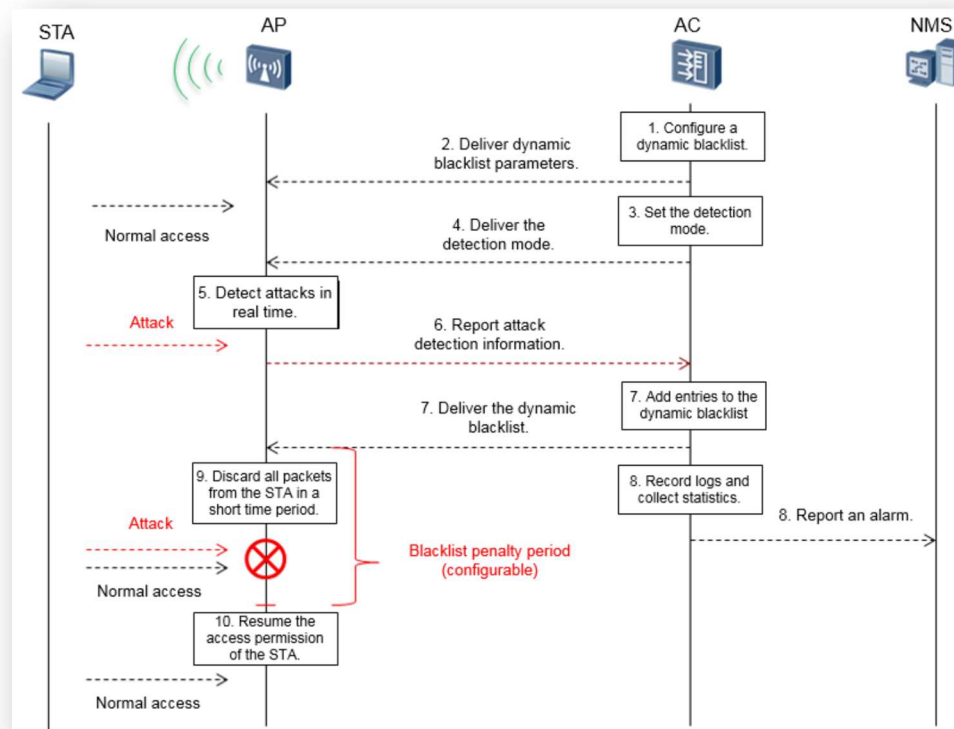 STA
AP
AC
NMS
1. Configure a
dynamic blacklist.
2. Deliver dynamic
blacklist parameters.
Normal access
3. Set the detection
mode.
4. Deliver the
detection mode.
5. Detect attacks in
real time.
Attack
6. Report attack
detection information.
7. Add entries to the
dynamic blacklist
7. Deliver the dynamic
blacklist.
9. Discard all packets
from the STA in a
short time period.
8. Record logs and
collect statistics.
8. Report an alarm.
Attack
Normal access
Blacklist penalty period
(configurable)
10. Resume the
access permission
of the STA.
Normal access